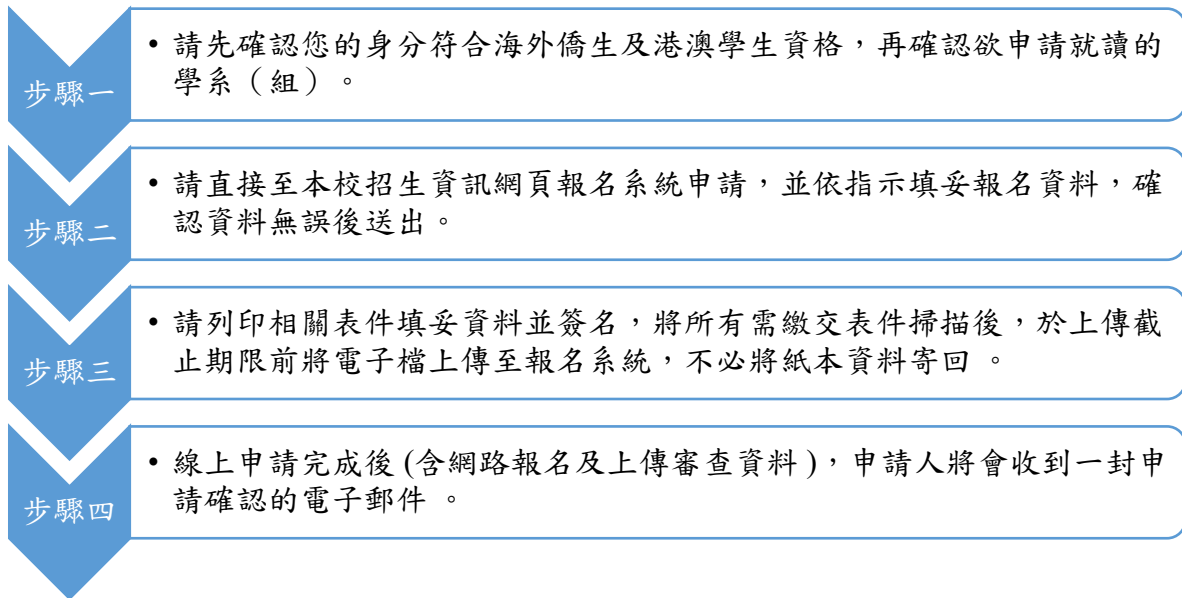 步驟一
• 請先確認您的身分符合海外僑生及港澳學生資格，再確認欲申請就讀的
學系（組）。
步驟二
• 請直接至本校招生資訊網頁報名系統申請，並依指示填妥報名資料，確
認資料無誤後送出。
步驟三
• 請列印相關表件填妥資料並簽名，將所有需繳交表件掃描後，於上傳截
止期限前將電子檔上傳至報名系統，不必將紙本資料寄回 。
步驟四
• 線上申請完成後 (含網路報名及上傳審查資料 )，申請人將會收到一封申
請確認的電子郵件 。